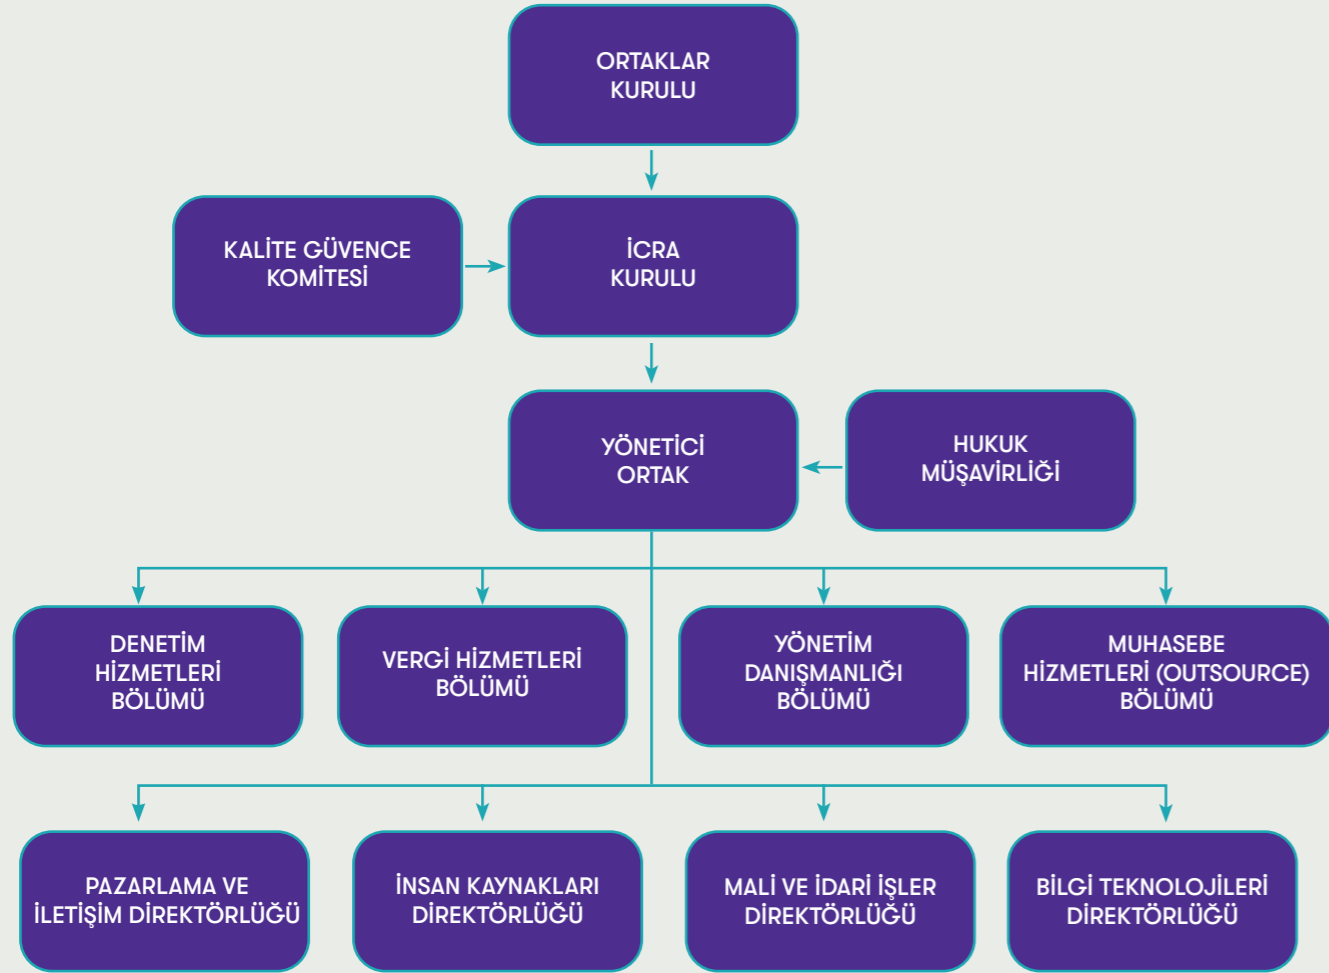 ORTAKLAR
KURULU
KALİTE GÜVENCE
KOMİTESİ
İCRA
KURULU
YÖNETİCİ
ORTAK
HUKUK
MÜŞAVİRLİĞİ
DENETİM
HİZMETLERİ
BÖLÜMÜ
VERGİ HİZMETLERİ
BÖLÜMÜ
YÖNETİM
DANIŞMANLIĞI
BÖLÜMÜ
MUHASEBE
HİZMETLERİ (OUTSOURCE)
BÖLÜMÜ
PAZARLAMA VE
İLETİŞİM DİREKTÖRLÜĞÜ
İNSAN KAYNAKLARI
DİREKTÖRLÜĞÜ
MALİ VE İDARİ İŞLER
DİREKTÖRLÜĞÜ
BİLGİ TEKNOLOJİLERİ
DİREKTÖRLÜĞÜ